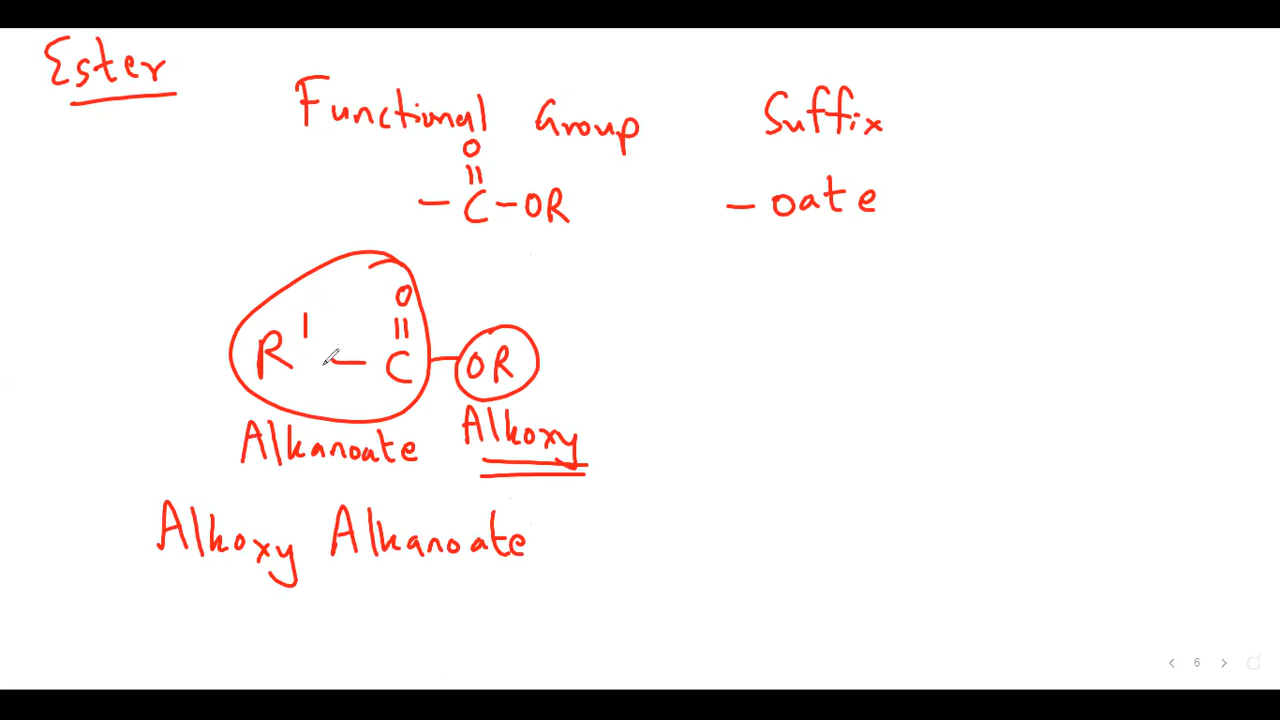 Ester
Functional Group Suffix
O
||
— C — OR — oate
O
||
R' — C — OR
Alkanoate Alkoxy
Alkoxy Alkanoate
6